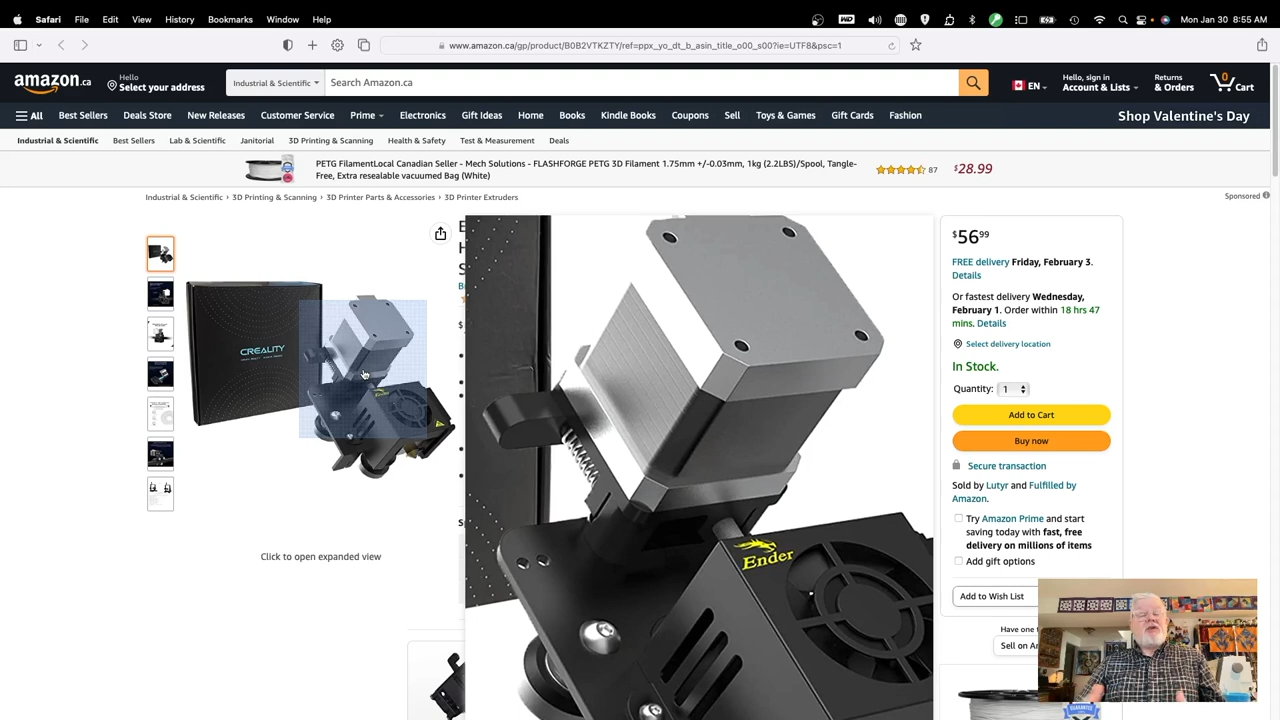 Safari File Edit View History Bookmarks Window Help
WD
Mon Jan 30 8:55 AM
www.amazon.ca/gp/product/B0B2VTKZTY/ref=ppx_yo_dt_b_asin_title_o00_s00?ie=UTF8&psc=1
amazon.ca
Hello
Select your address
Industrial & Scientific
Search Amazon.ca
EN
Hello, sign in
Account & Lists
Returns
& Orders
0
Cart
All Best Sellers Deals Store New Releases Customer Service Prime Electronics Gift Ideas Home Books Kindle Books Coupons Sell Toys & Games Gift Cards Fashion
Shop Valentine's Day
Industrial & Scientific Best Sellers Lab & Scientific Janitorial 3D Printing & Scanning Health & Safety Test & Measurement Deals
PETG FilamentLocal Canadian Seller - Mech Solutions - FLASHFORGE PETG 3D Filament 1.75mm +/-0.03mm, 1kg (2.2LBS)/Spool, Tangle-
Free, Extra resealable vacuumed Bag (White)
87
$28.99
Industrial & Scientific › 3D Printing & Scanning › 3D Printer Parts & Accessories › 3D Printer Extruders
Sponsored
CREALITY
Ender
Click to open expanded view
Ender
$56.99
FREE delivery Friday, February 3.
Details
Or fastest delivery Wednesday,
February 1. Order within 18 hrs 47
mins. Details
Select delivery location
In Stock.
Quantity: 1
Add to Cart
Buy now
Secure transaction
Sold by Lutyr and Fulfilled by
Amazon.
Try Amazon Prime and start
saving today with fast, free
delivery on millions of items
Add gift options
Add to Wish List
Have one
Sell on